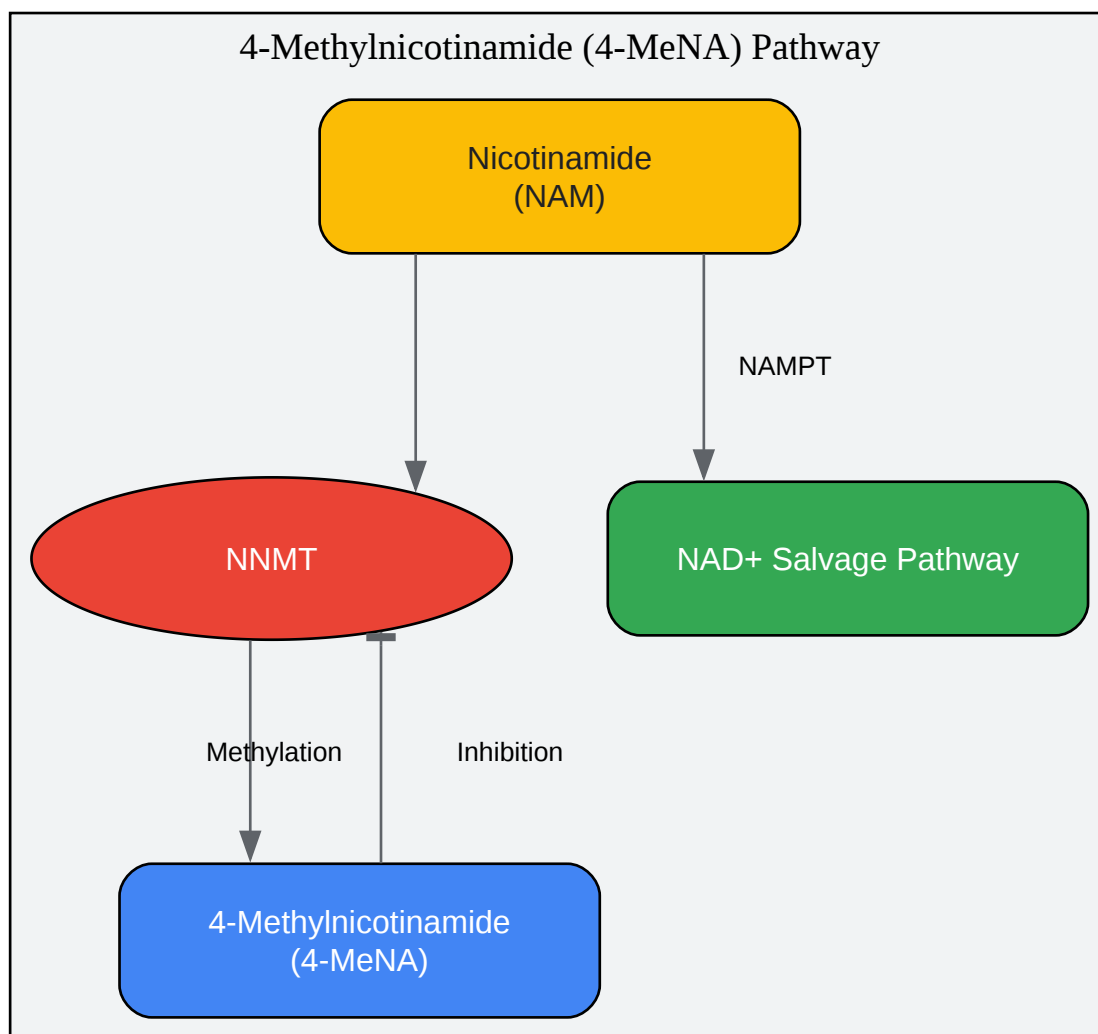 4-Methylnicotinamide (4-MeNA) Pathway
Nicotinamide
(NAM)
NAMPT
NNMT
NAD+ Salvage Pathway
Methylation
Inhibition
4-Methylnicotinamide
(4-MeNA)